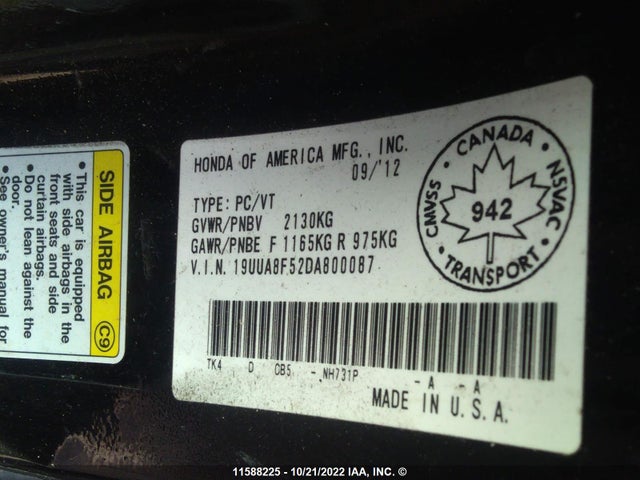 SIDE AIRBAG C9
• This car is equipped
with side airbags in the
front seats and side
curtain airbags.
• Do not lean against the
door.
• See owner's manual for
HONDA OF AMERICA MFG., INC.
09/'12
TYPE: PC/VT
GVWR/PNBV 2130KG
GAWR/PNBE F 1165KG R 975KG
V.I.N. 19UUA8F52DA800087
CANADA
CMVSS NSVAC
942
TRANSPORT
TK4 D CB5 NH731P -A -A
MADE IN U.S.A.
11588225 - 10/21/2022 IAA, INC. ©